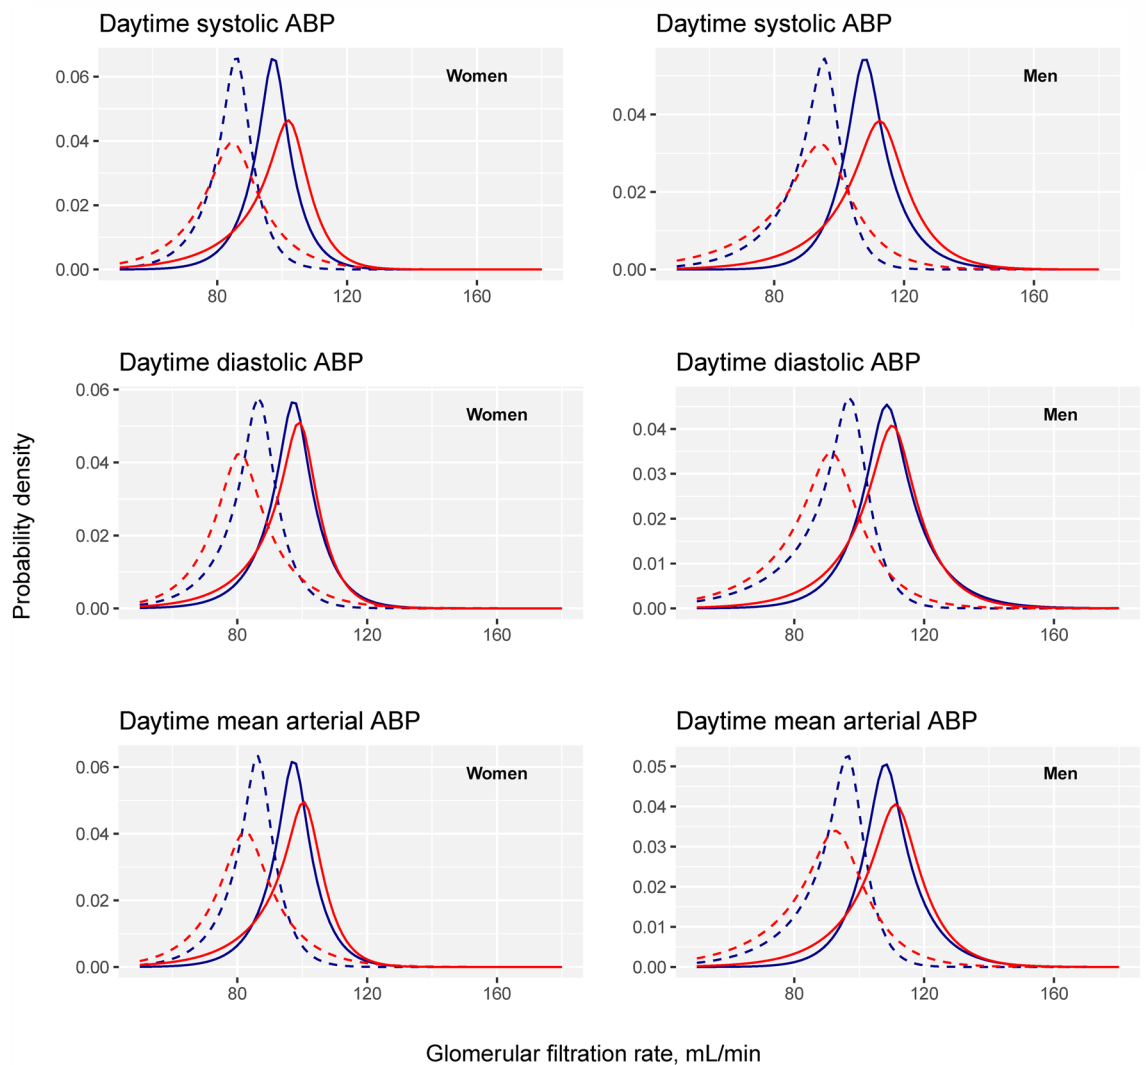 Daytime systolic ABP
Women
0.06
0.04
0.02
0.00
80 120 160
Daytime systolic ABP
Men
0.04
0.02
0.00
80 120 160
Daytime diastolic ABP
Women
0.06
0.04
0.02
0.00
80 120 160
Daytime diastolic ABP
Men
0.04
0.03
0.02
0.01
0.00
80 120 160
Daytime mean arterial ABP
Women
0.06
0.04
0.02
0.00
80 120 160
Daytime mean arterial ABP
Men
0.05
0.04
0.03
0.02
0.01
0.00
80 120 160
Probability density
Glomerular filtration rate, mL/min